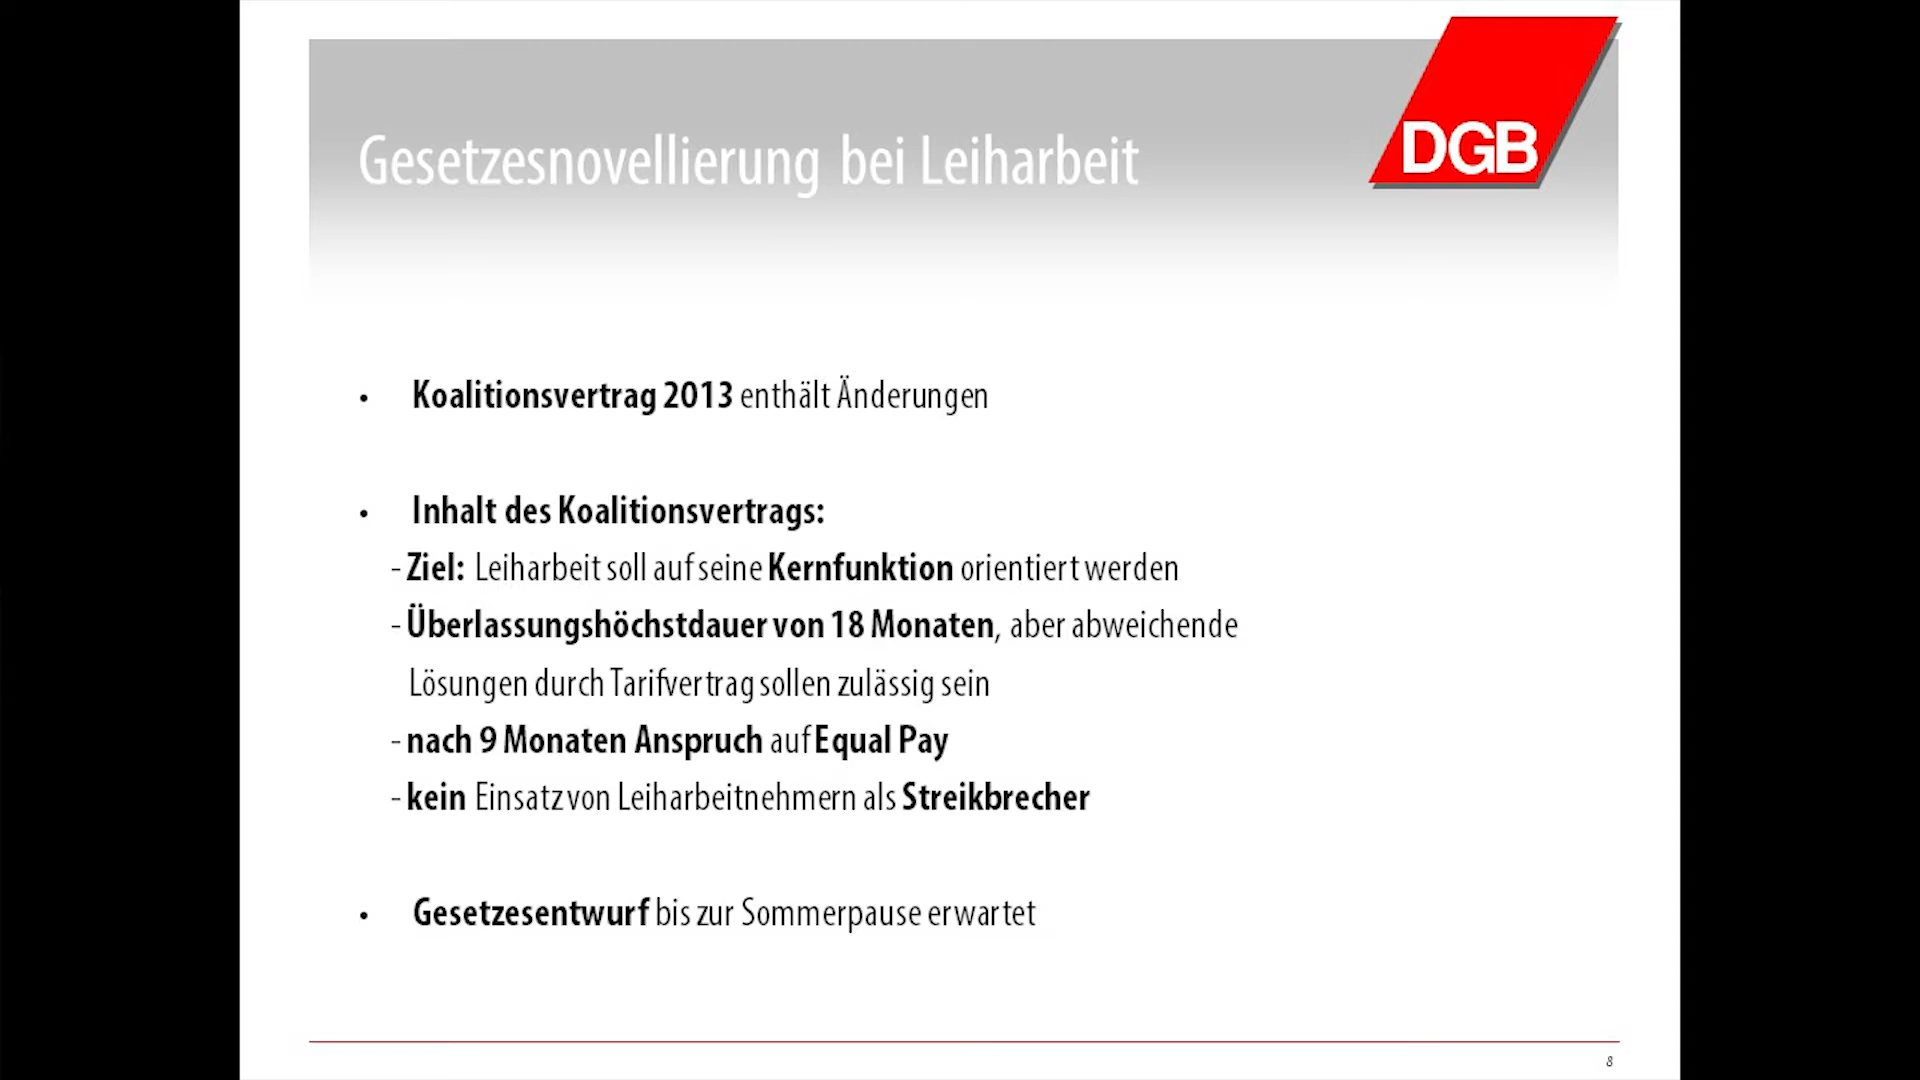 DGB
Gesetzesnovellierung bei Leiharbeit
• Koalitionsvertrag 2013 enthält Änderungen
• Inhalt des Koalitionsvertrags:
- Ziel: Leiharbeit soll auf seine Kernfunktion orientiert werden
- Überlassungshöchstdauer von 18 Monaten, aber abweichende
Lösungen durch Tarifvertrag sollen zulässig sein
- nach 9 Monaten Anspruch auf Equal Pay
- kein Einsatz von Leiharbeitnehmern als Streikbrecher
• Gesetzesentwurf bis zur Sommerpause erwartet
8